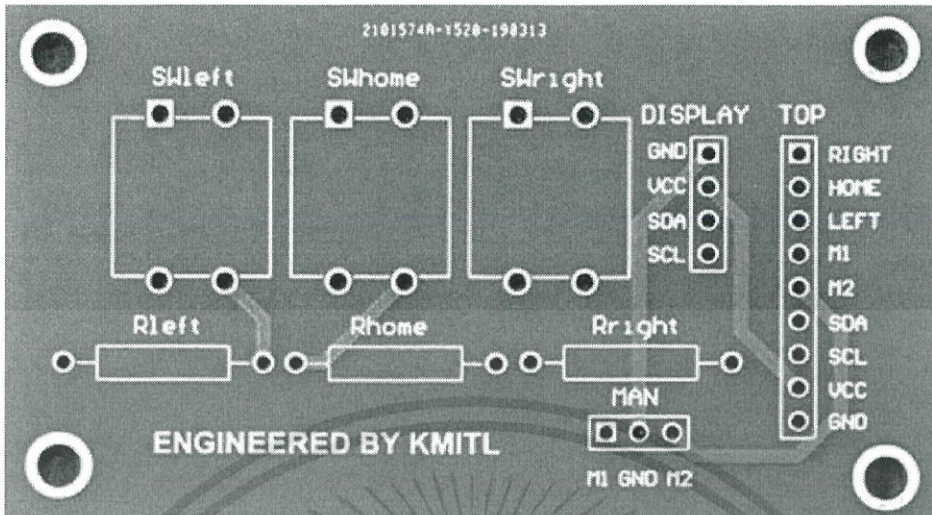 2101574A-Y520-190313
SWleft SWhome SWright
DISPLAY TOP
GND
VCC
SDA
SCL
RIGHT
HOME
LEFT
M1
M2
SDA
SCL
VCC
GND
Rleft Rhome Rright
MAN
M1 GND M2
ENGINEERED BY KMITL